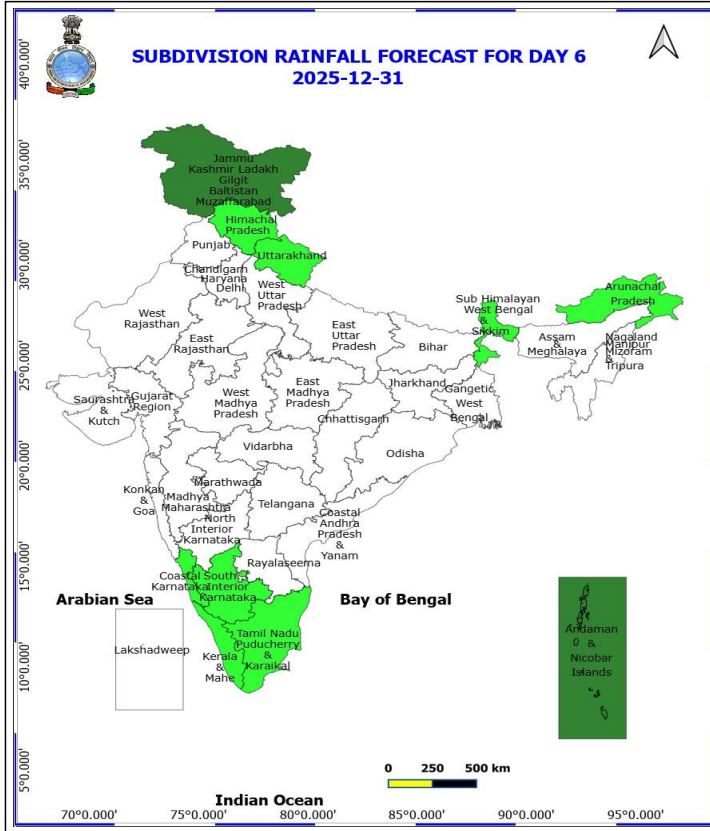 SUBDIVISION RAINFALL FORECAST FOR DAY 6
2025-12-31
40°0.000'
35°0.000'
30°0.000'
25°0.000'
20°0.000'
15°0.000'
10°0.000'
5°0.000'
Jammu
Kashmir Ladakh
Gilgit
Baltistan
Muzaffarabad
Himachal
Pradesh
Punjab
Uttarakhand
Chandigarh
Haryana
Delhi
West
Uttar
Pradesh
Arunachal
Pradesh
Sub Himalayan
West Bengal
&
Sikkim
West
Rajasthan
East
Rajasthan
East
Uttar
Pradesh
Bihar
Assam
&
Meghalaya
Nagaland
Manipur
Mizoram
&
Tripura
Saurashtra
&
Kutch
Gujarat
Region
West
Madhya
Pradesh
East
Madhya
Pradesh
Jharkhand
Gangetic
West
Bengal
Chhattisgarh
Vidarbha
Odisha
Konkan
&
Goa
Madhya
Maharashtra
Marathwada
Telangana
North
Interior
Karnataka
Coastal
Andhra
Pradesh
&
Yanam
Rayalaseema
Coastal
Karnataka
South
Interior
Karnataka
Arabian Sea
Bay of Bengal
Lakshadweep
Kerala
&
Mahe
Tamil Nadu
Puducherry
&
Karaikal
Andaman
&
Nicobar
Islands
0 250 500 km
Indian Ocean
70°0.000' 75°0.000' 80°0.000' 85°0.000' 90°0.000' 95°0.000'